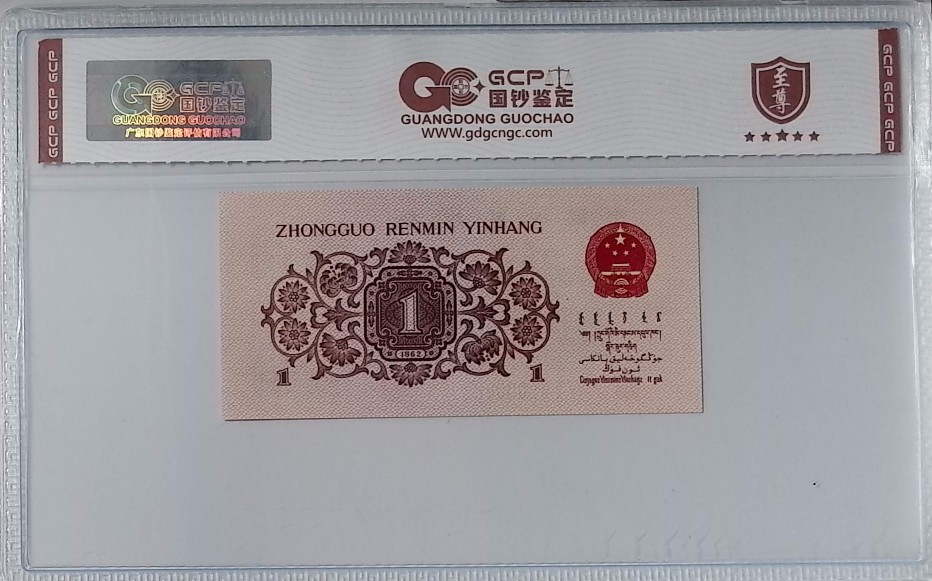 GCP GCP GCP
GCP
国钞鉴定
GUANGDONG GUOCHAO
广东国钞鉴定评估有限公司
GCP
国钞鉴定
GUANGDONG GUOCHAO
www.gdgcngc.com
至尊
GCP GCP GCP
ZHONGGUO RENMIN YINHANG
1
(1962)
1
1
جۇڭگوخەلق بانكىسى